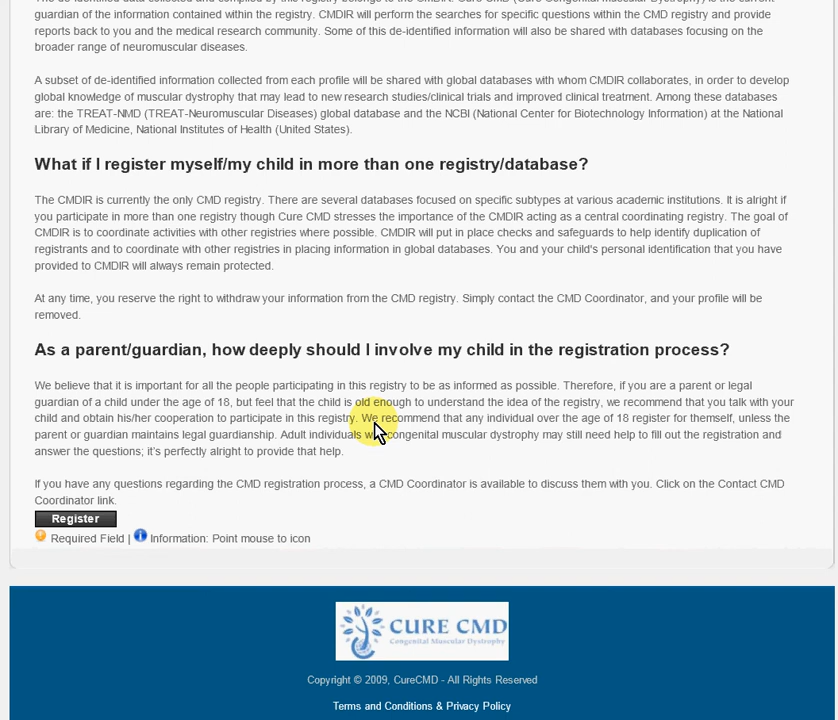 guardian of the information contained within the registry. CMDIR will perform the searches for specific questions within the CMD registry and provide
reports back to you and the medical research community. Some of this de-identified information will also be shared with databases focusing on the
broader range of neuromuscular diseases.
A subset of de-identified information collected from each profile will be shared with global databases with whom CMDIR collaborates, in order to develop
global knowledge of muscular dystrophy that may lead to new research studies/clinical trials and improved clinical treatment. Among these databases
are: the TREAT-NMD (TREAT-Neuromuscular Diseases) global database and the NCBI (National Center for Biotechnology Information) at the National
Library of Medicine, National Institutes of Health (United States).
What if I register myself/my child in more than one registry/database?
The CMDIR is currently the only CMD registry. There are several databases focused on specific subtypes at various academic institutions. It is alright if
you participate in more than one registry though Cure CMD stresses the importance of the CMDIR acting as a central coordinating registry. The goal of
CMDIR is to coordinate activities with other registries where possible. CMDIR will put in place checks and safeguards to help identify duplication of
registrants and to coordinate with other registries in placing information in global databases. You and your child's personal identification that you have
provided to CMDIR will always remain protected.
At any time, you reserve the right to withdraw your information from the CMD registry. Simply contact the CMD Coordinator, and your profile will be
removed.
As a parent/guardian, how deeply should I involve my child in the registration process?
We believe that it is important for all the people participating in this registry to be as informed as possible. Therefore, if you are a parent or legal
guardian of a child under the age of 18, but feel that the child is old enough to understand the idea of the registry, we recommend that you talk with your
child and obtain his/her cooperation to participate in this registry. We recommend that any individual over the age of 18 register for themself, unless the
parent or guardian maintains legal guardianship. Adult individuals congenital muscular dystrophy may still need help to fill out the registration and
answer the questions; it's perfectly alright to provide that help.
If you have any questions regarding the CMD registration process, a CMD Coordinator is available to discuss them with you. Click on the Contact CMD
Coordinator link.
Register
Required Field | Information: Point mouse to icon
CURE CMD
Congenital Muscular Dystrophy
Copyright © 2009, CureCMD - All Rights Reserved
Terms and Conditions & Privacy Policy